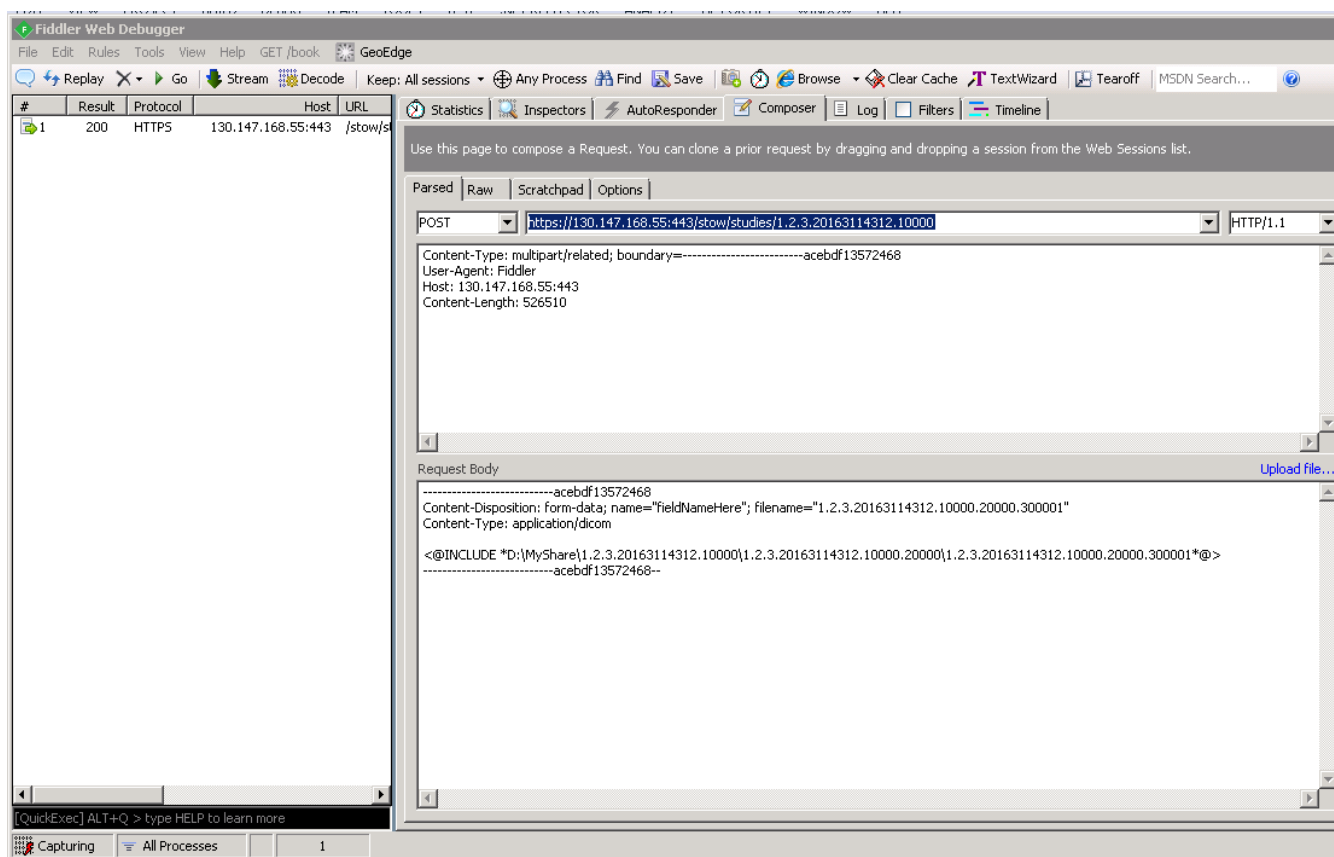 Fiddler Web Debugger
File Edit Rules Tools View Help GET /book GeoEdge
Replay Go Stream Decode Keep: All sessions Any Process Find Save Browse Clear Cache TextWizard Tearoff MSDN Search...
# Result Protocol Host URL
1 200 HTTPS 130.147.168.55:443 /stow/s
Statistics Inspectors AutoResponder Composer Log Filters Timeline
Use this page to compose a Request. You can clone a prior request by dragging and dropping a session from the Web Sessions list.
Parsed Raw Scratchpad Options
POST https://130.147.168.55:443/stow/studies/1.2.3.20163114312.10000 HTTP/1.1
Content-Type: multipart/related; boundary=-------------------------acebdf13572468
User-Agent: Fiddler
Host: 130.147.168.55:443
Content-Length: 526510
Request Body Upload file...
---------------------------acebdf13572468
Content-Disposition: form-data; name="fieldNameHere"; filename="1.2.3.20163114312.10000.20000.300001"
Content-Type: application/dicom
<@INCLUDE *D:\MyShare\1.2.3.20163114312.10000\1.2.3.20163114312.10000.20000\1.2.3.20163114312.10000.20000.300001*@>
---------------------------acebdf13572468--
[QuickExec] ALT+Q > type HELP to learn more
Capturing All Processes 1